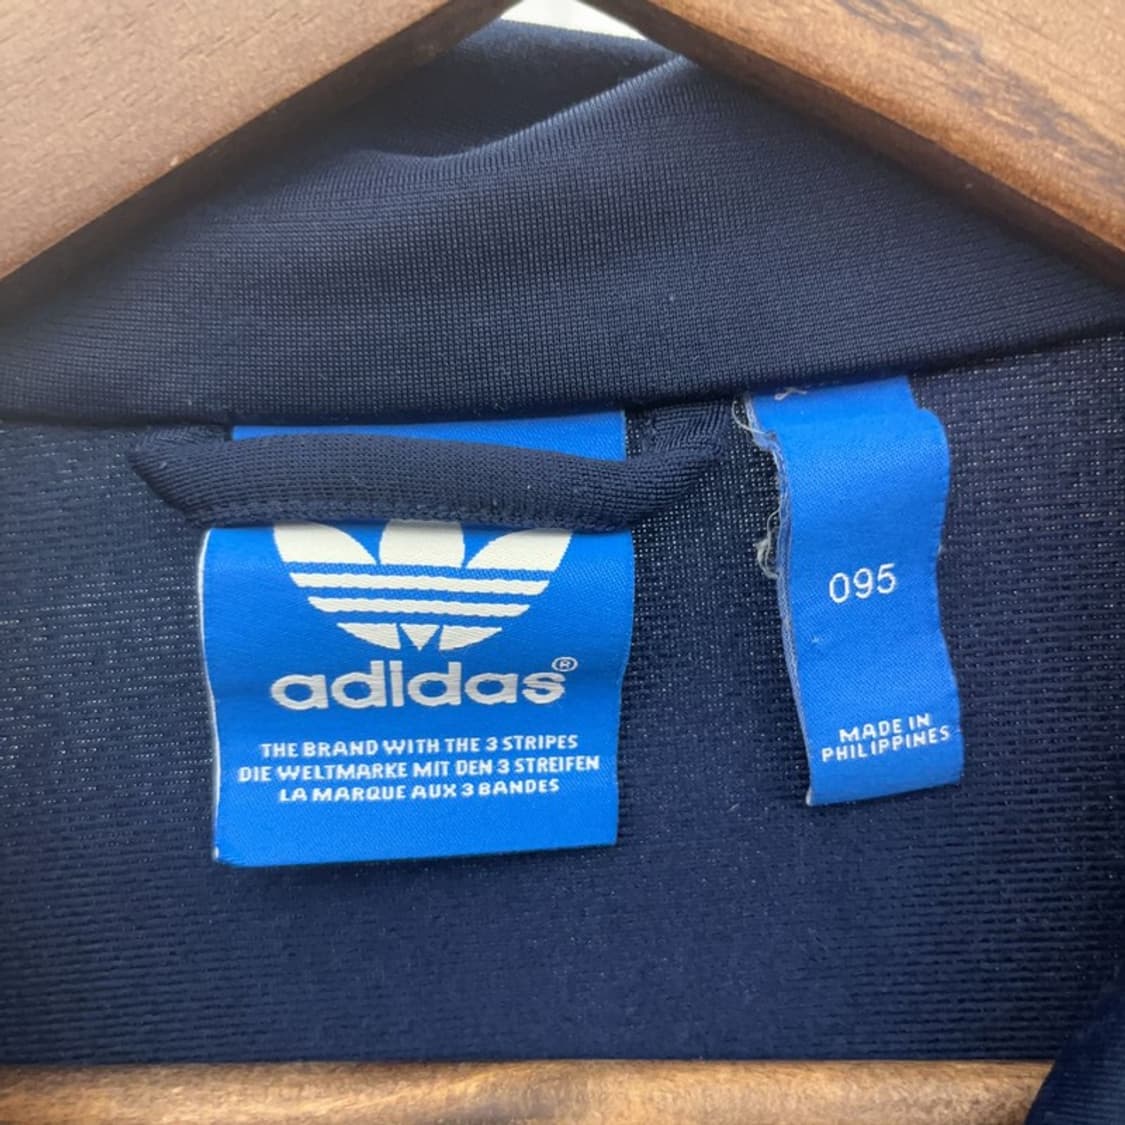 adidas®
THE BRAND WITH THE 3 STRIPES
DIE WELTMARKE MIT DEN 3 STREIFEN
LA MARQUE AUX 3 BANDES
095
MADE IN
PHILIPPINES